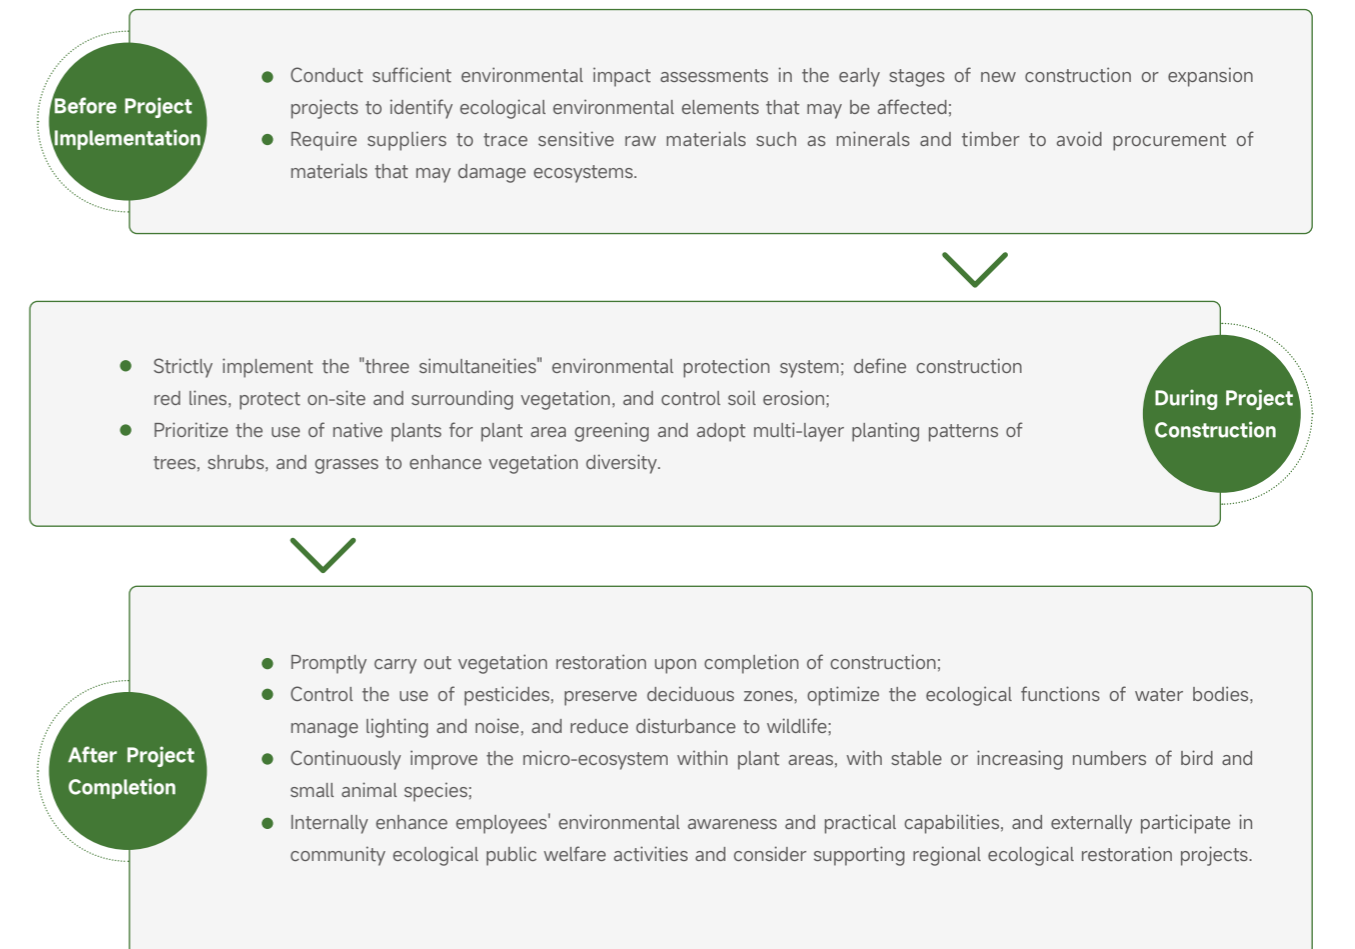 Before Project
Implementation
Conduct sufficient environmental impact assessments in the early stages of new construction or expansion
projects to identify ecological environmental elements that may be affected;
Require suppliers to trace sensitive raw materials such as minerals and timber to avoid procurement of
materials that may damage ecosystems.
Strictly implement the "three simultaneities" environmental protection system; define construction
red lines, protect on-site and surrounding vegetation, and control soil erosion;
Prioritize the use of native plants for plant area greening and adopt multi-layer planting patterns of
trees, shrubs, and grasses to enhance vegetation diversity.
During Project
Construction
After Project
Completion
Promptly carry out vegetation restoration upon completion of construction;
Control the use of pesticides, preserve deciduous zones, optimize the ecological functions of water bodies,
manage lighting and noise, and reduce disturbance to wildlife;
Continuously improve the micro-ecosystem within plant areas, with stable or increasing numbers of bird and
small animal species;
Internally enhance employees' environmental awareness and practical capabilities, and externally participate in
community ecological public welfare activities and consider supporting regional ecological restoration projects.